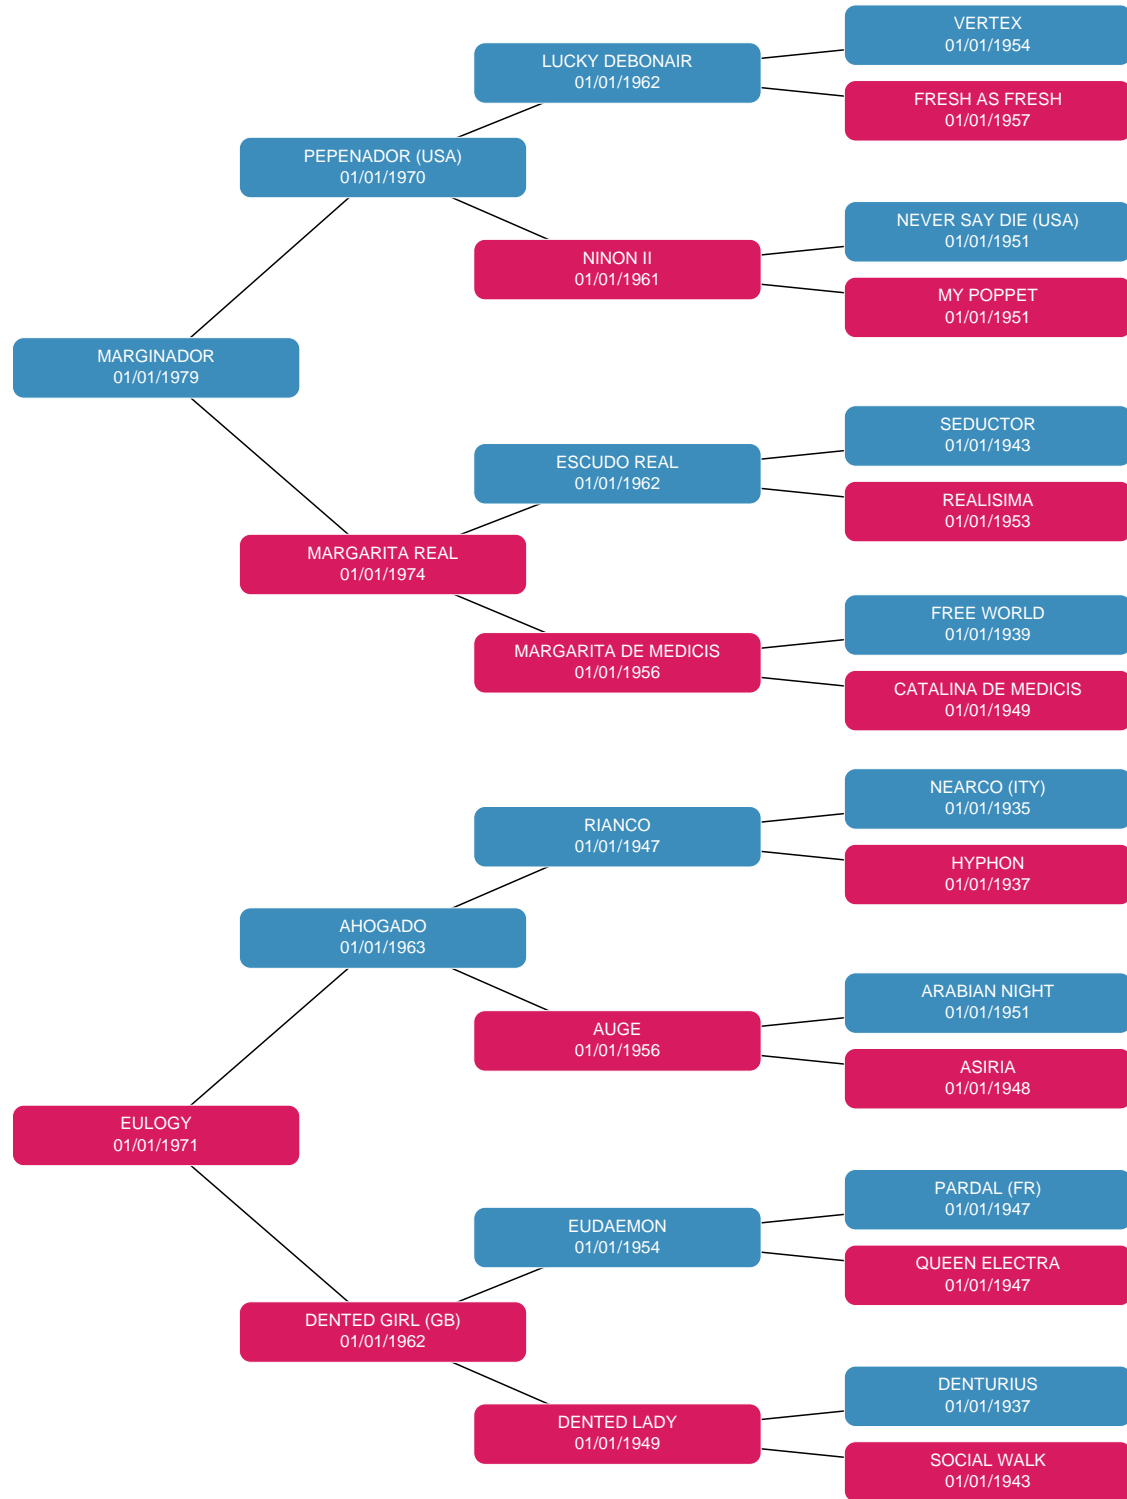 VERTEX
01/01/1954
LUCKY DEBONAIR
01/01/1962
FRESH AS FRESH
01/01/1957
PEPENADOR (USA)
01/01/1970
NEVER SAY DIE (USA)
01/01/1951
NINON II
01/01/1961
MY POPPET
01/01/1951
MARGINADOR
01/01/1979
SEDUCTOR
01/01/1943
ESCUDO REAL
01/01/1962
REALISIMA
01/01/1953
MARGARITA REAL
01/01/1974
FREE WORLD
01/01/1939
MARGARITA DE MEDICIS
01/01/1956
CATALINA DE MEDICIS
01/01/1949
NEARCO (ITY)
01/01/1935
RIANCO
01/01/1947
HYPHON
01/01/1937
AHOGADO
01/01/1963
ARABIAN NIGHT
01/01/1951
AUGE
01/01/1956
ASIRIA
01/01/1948
EULOGY
01/01/1971
PARDAL (FR)
01/01/1947
EUDAEMON
01/01/1954
QUEEN ELECTRA
01/01/1947
DENTED GIRL (GB)
01/01/1962
DENTURIUS
01/01/1937
DENTED LADY
01/01/1949
SOCIAL WALK
01/01/1943